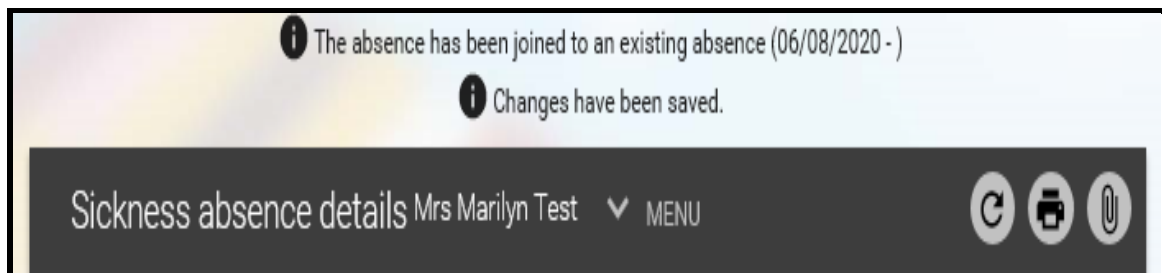 The absence has been joined to an existing absence (06/08/2020 - )
Changes have been saved.
Sickness absence details Mrs Marilyn Test MENU